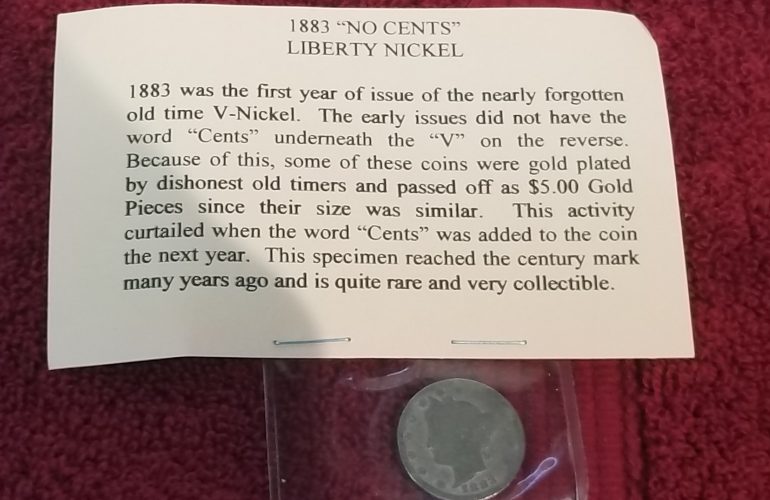 1883 “NO CENTS”
LIBERTY NICKEL
1883 was the first year of issue of the nearly forgotten
old time V-Nickel. The early issues did not have the
word “Cents” underneath the “V” on the reverse.
Because of this, some of these coins were gold plated
by dishonest old timers and passed off as $5.00 Gold
Pieces since their size was similar. This activity
curtailed when the word “Cents” was added to the coin
the next year. This specimen reached the century mark
many years ago and is quite rare and very collectible.
1883